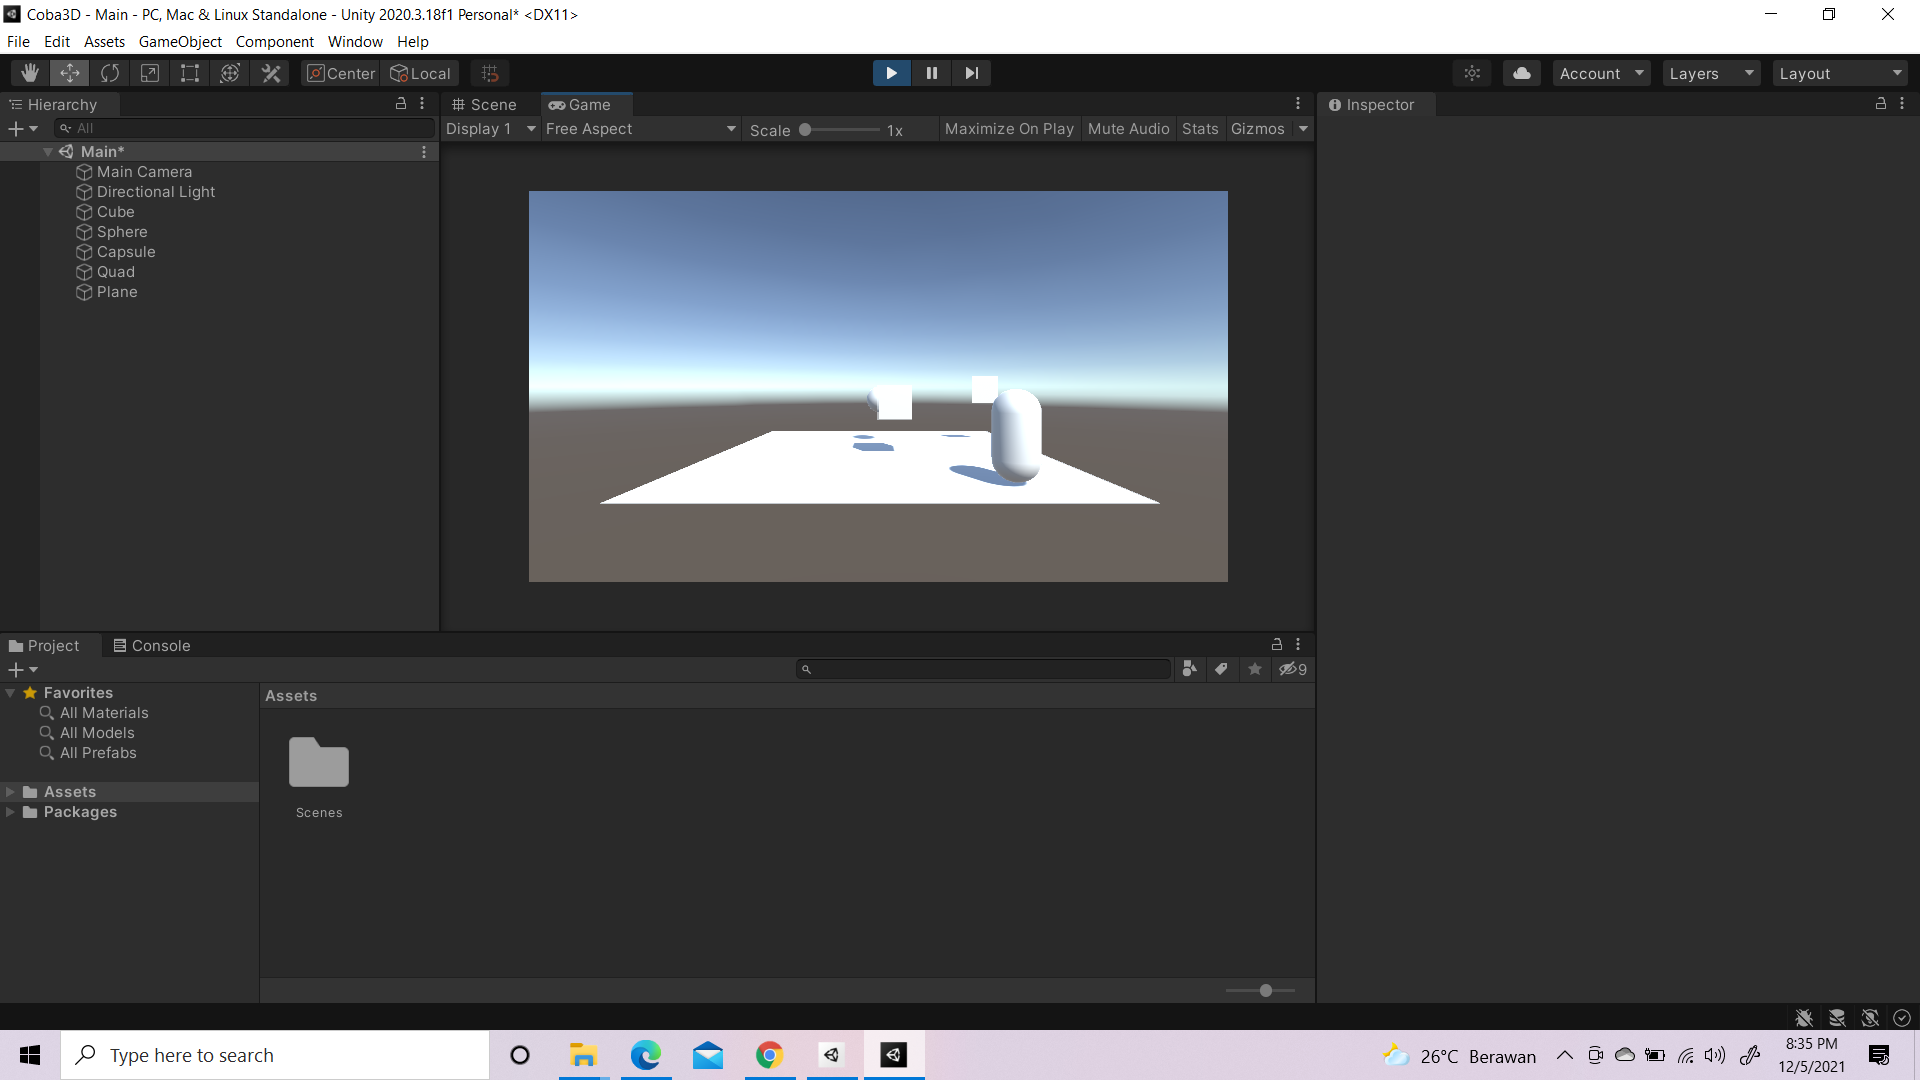 Coba3D - Main - PC, Mac & Linux Standalone - Unity 2020.3.18f1 Personal* <DX11>
File Edit Assets GameObject Component Window Help
Center Local Account Layers Layout
Hierarchy
All
Main*
Main Camera
Directional Light
Cube
Sphere
Capsule
Quad
Plane
Scene Game
Display 1 Free Aspect Scale 1x Maximize On Play Mute Audio Stats Gizmos
Inspector
Project Console
9
Favorites
All Materials
All Models
All Prefabs
Assets
Packages
Assets
Scenes
Type here to search
26°C Berawan
8:35 PM
12/5/2021